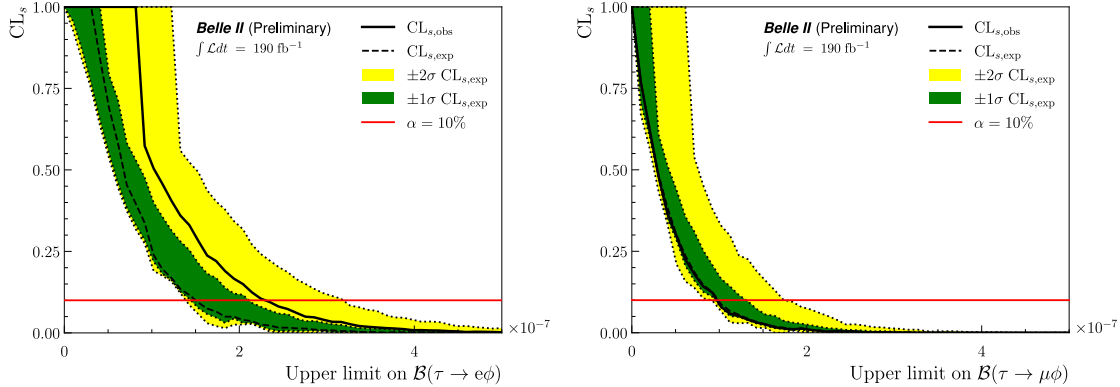 CLₛ
1.00
0.75
0.50
0.25
0.00
0
2
4
×10⁻⁷
Upper limit on ℬ(τ → eϕ)
Belle II (Preliminary)
∫ ℒdt = 190 fb⁻¹
CLₛ,obs
CLₛ,exp
±2σ CLₛ,exp
±1σ CLₛ,exp
α = 10%
CLₛ
1.00
0.75
0.50
0.25
0.00
0
2
4
×10⁻⁷
Upper limit on ℬ(τ → μϕ)
Belle II (Preliminary)
∫ ℒdt = 190 fb⁻¹
CLₛ,obs
CLₛ,exp
±2σ CLₛ,exp
±1σ CLₛ,exp
α = 10%